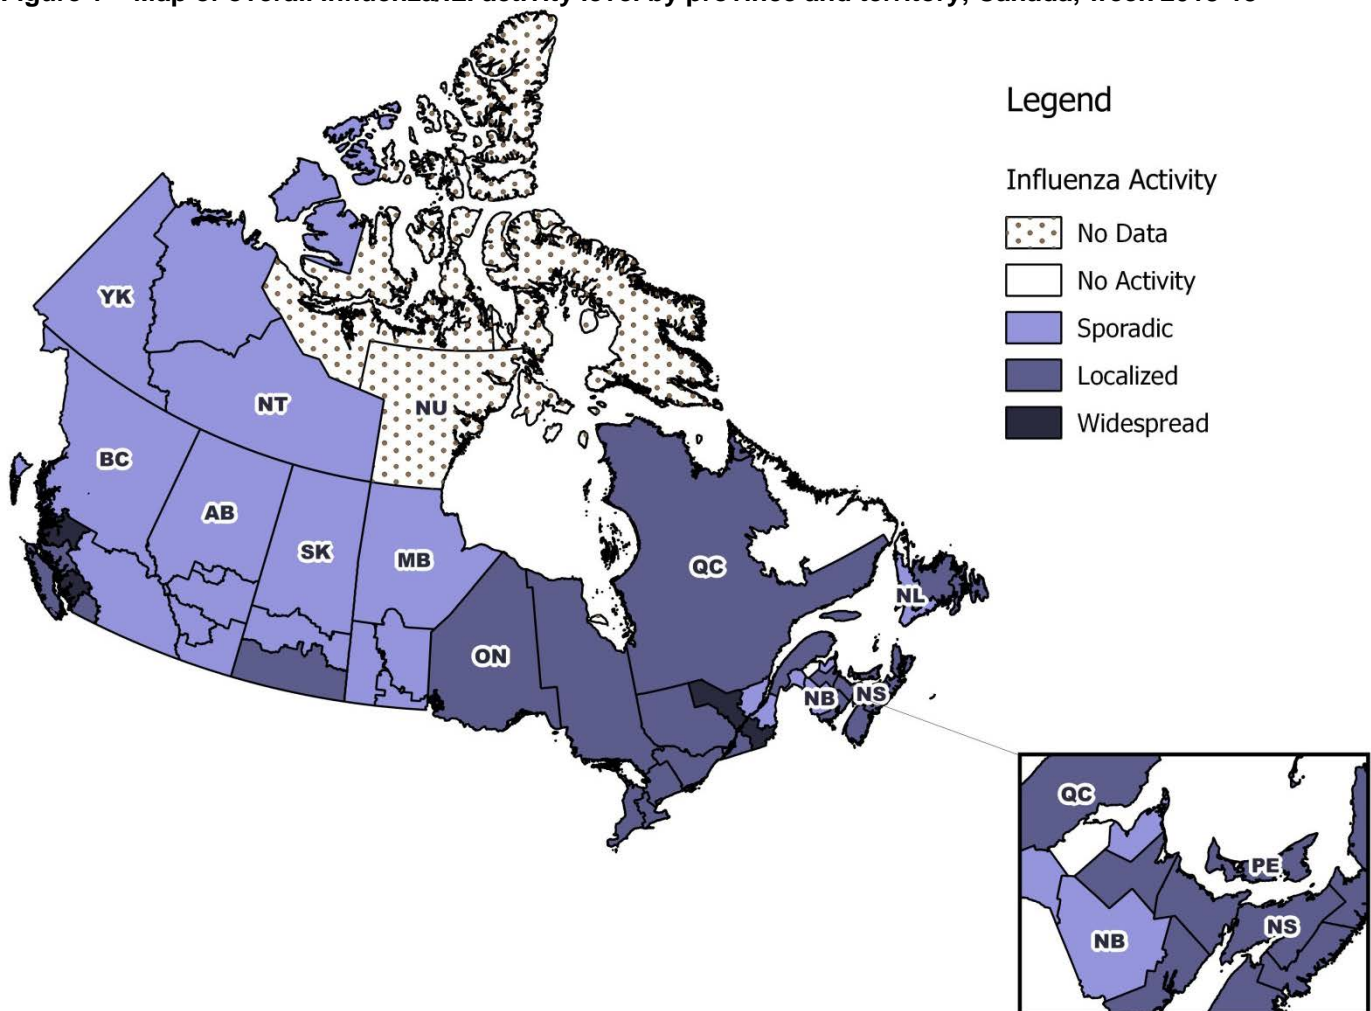 Legend
Influenza Activity
No Data
No Activity
Sporadic
Localized
Widespread
YK
NT
NU
BC
AB
SK
MB
QC
ON
NL
NB
NS
QC
PE
NS
NB